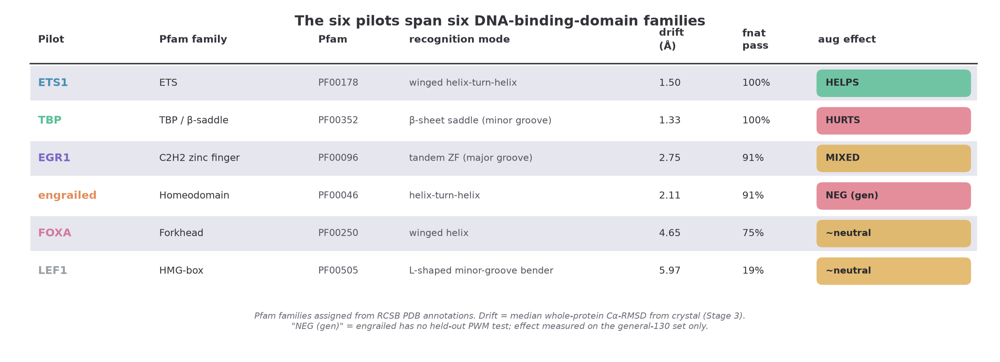 The six pilots span six DNA-binding-domain families
Pilot Pfam family Pfam recognition mode drift (Å) fnat pass aug effect
ETS1 ETS PF00178 winged helix-turn-helix 1.50 100% HELPS
TBP TBP / β-saddle PF00352 β-sheet saddle (minor groove) 1.33 100% HURTS
EGR1 C2H2 zinc finger PF00096 tandem ZF (major groove) 2.75 91% MIXED
engrailed Homeodomain PF00046 helix-turn-helix 2.11 91% NEG (gen)
FOXA Forkhead PF00250 winged helix 4.65 75% ~neutral
LEF1 HMG-box PF00505 L-shaped minor-groove bender 5.97 19% ~neutral
Pfam families assigned from RCSB PDB annotations. Drift = median whole-protein Cα-RMSD from crystal (Stage 3).
"NEG (gen)" = engrailed has no held-out PWM test; effect measured on the general-130 set only.